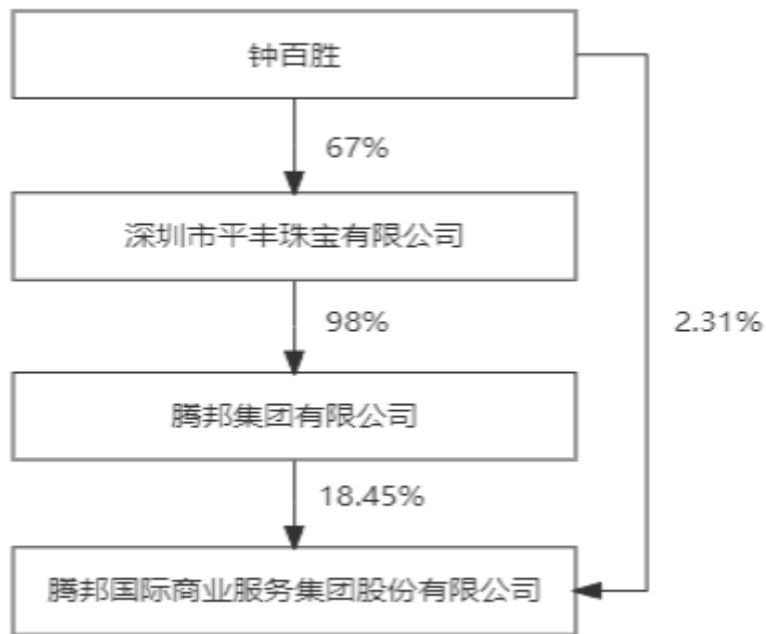 钟百胜
67%
深圳市平丰珠宝有限公司
98%
2.31%
腾邦集团有限公司
18.45%
腾邦国际商业服务集团股份有限公司